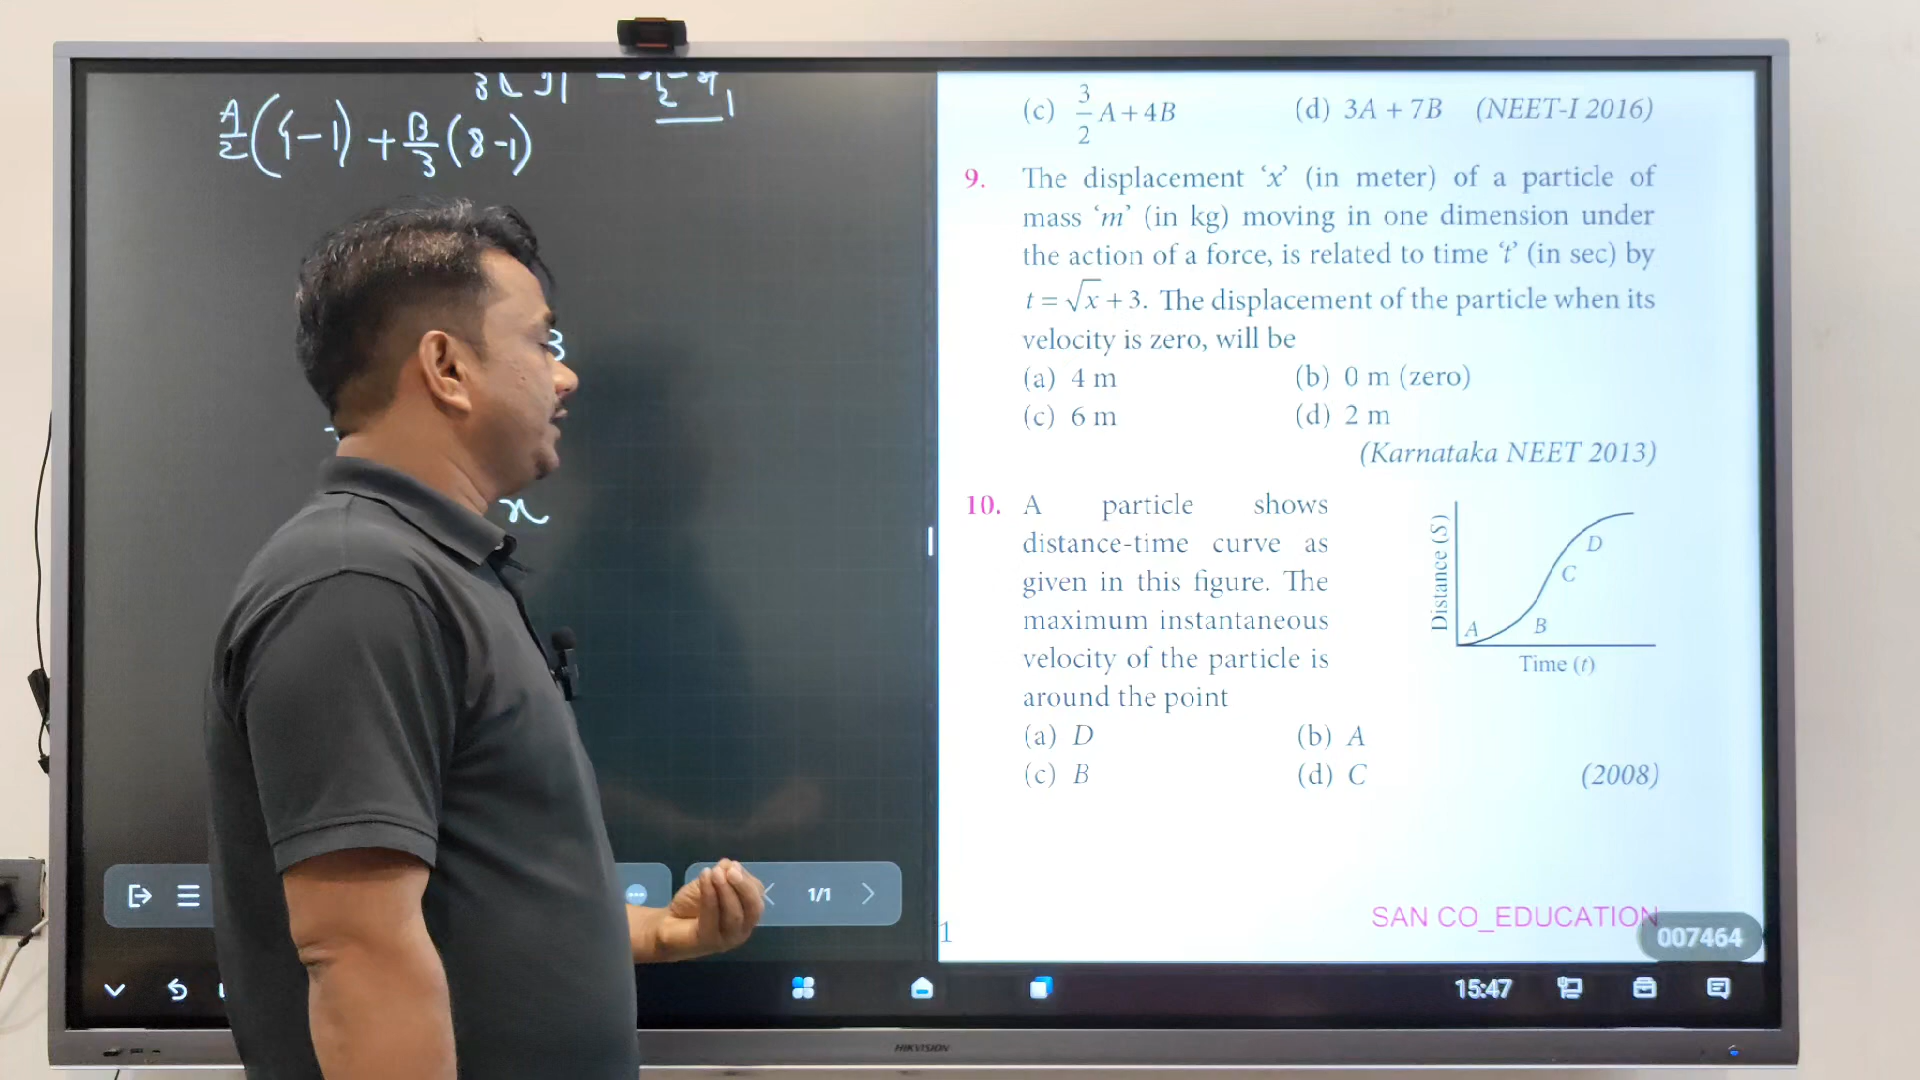 A/2 (4-1) + B/3 (8-1)
3
x
(c) 3/2 A + 4B (d) 3A + 7B (NEET-I 2016)
9. The displacement ‘x’ (in meter) of a particle of
mass ‘m’ (in kg) moving in one dimension under
the action of a force, is related to time ‘t’ (in sec) by
t = √x + 3. The displacement of the particle when its
velocity is zero, will be
(a) 4 m (b) 0 m (zero)
(c) 6 m (d) 2 m
(Karnataka NEET 2013)
10. A particle shows
distance-time curve as
given in this figure. The
maximum instantaneous
velocity of the particle is
around the point
(a) D (b) A
(c) B (d) C (2008)
Distance (S)
A
B
C
D
Time (t)
SAN CO_EDUCATION
007464
1
1/1
15:47
HIKVISION